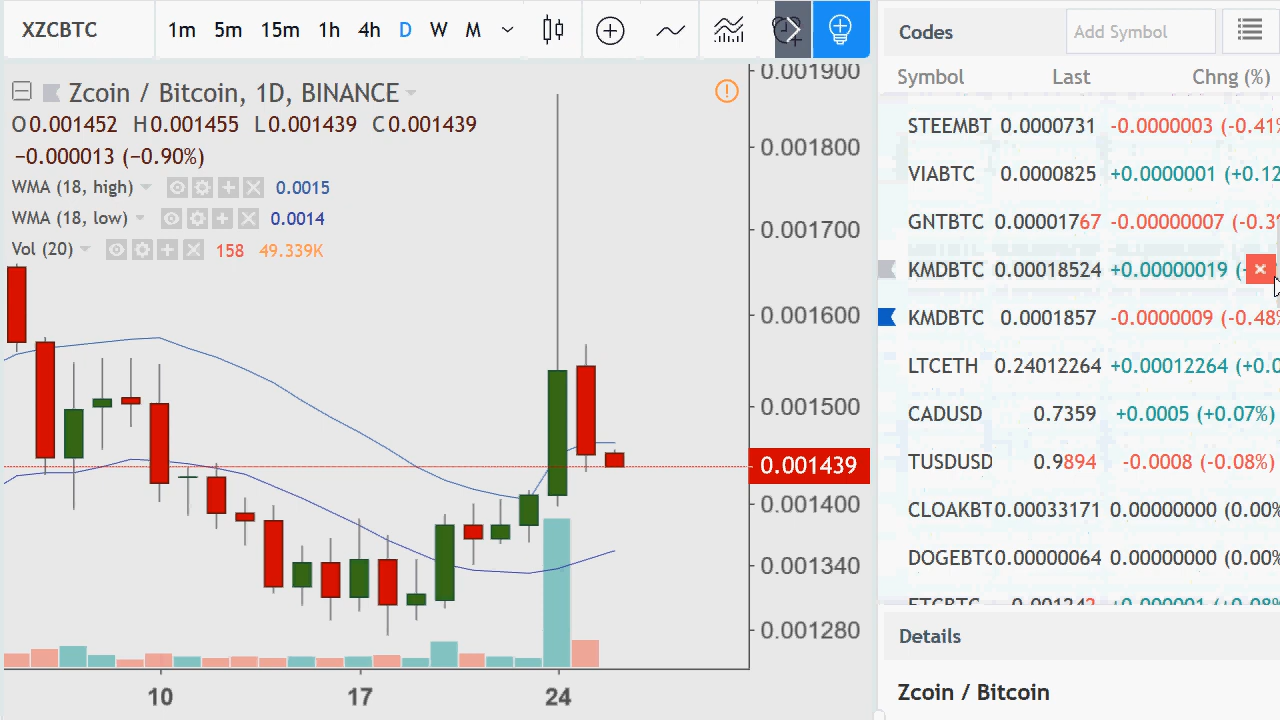 XZCBTC 1m 5m 15m 1h 4h D W M
Zcoin / Bitcoin, 1D, BINANCE
O0.001452 H0.001455 L0.001439 C0.001439
−0.000013 (−0.90%)
WMA (18, high) 0.0015
WMA (18, low) 0.0014
Vol (20) 158 49.339K
0.001900
0.001800
0.001700
0.001600
0.001500
0.001439
0.001400
0.001340
0.001280
10 17 24
Codes Add Symbol
Symbol Last Chng (%)
STEEMBT 0.0000731 -0.0000003 (-0.41%
VIABTC 0.0000825 +0.0000001 (+0.12
GNTBTC 0.00001767 -0.00000007 (-0.3
KMDBTC 0.00018524 +0.00000019 (
KMDBTC 0.0001857 -0.0000009 (-0.48%
LTCETH 0.24012264 +0.00012264 (+0.0
CADUSD 0.7359 +0.0005 (+0.07%)
TUSDUSD 0.9894 -0.0008 (-0.08%)
CLOAKBT 0.00033171 0.00000000 (0.00%
DOGEBTC 0.00000064 0.00000000 (0.00%
Details
Zcoin / Bitcoin